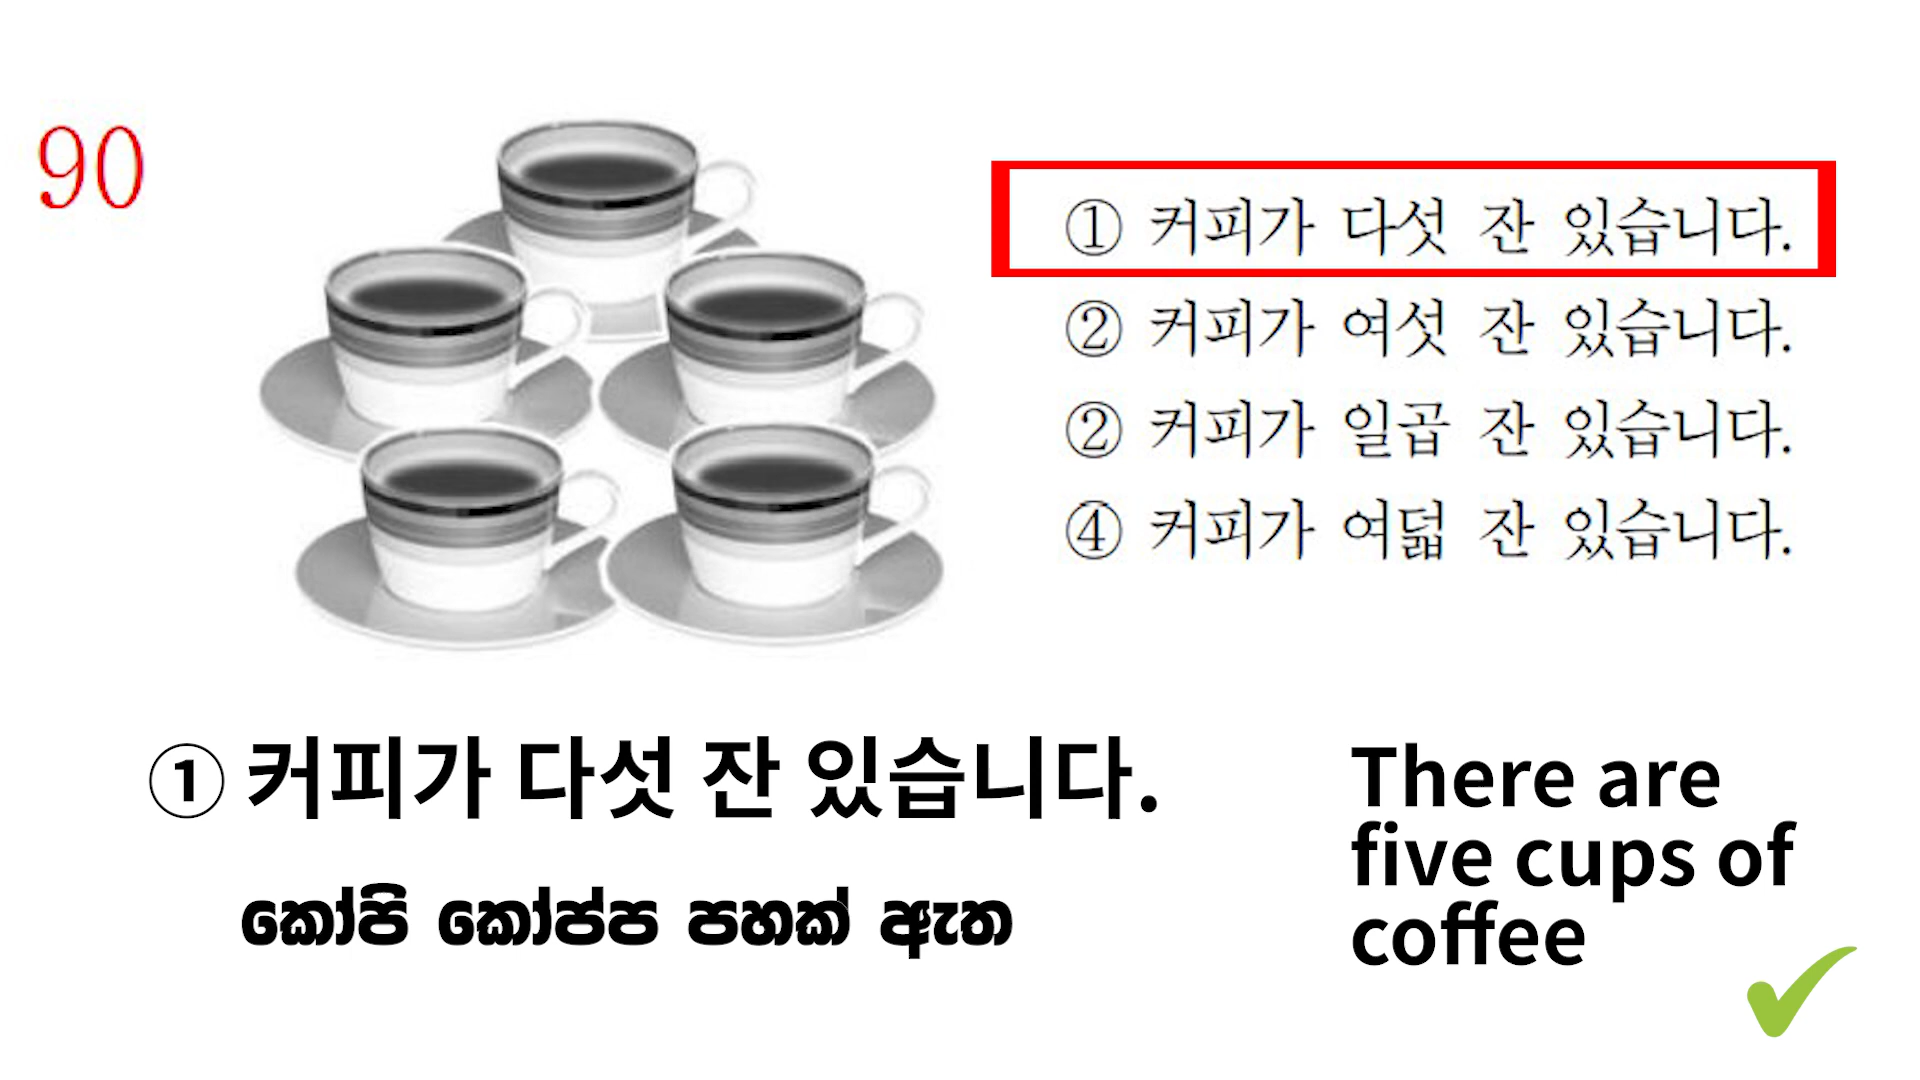 90
① 커피가 다섯 잔 있습니다.
② 커피가 여섯 잔 있습니다.
② 커피가 일곱 잔 있습니다.
④ 커피가 여덟 잔 있습니다.
① 커피가 다섯 잔 있습니다.
කෝපි කෝප්ප පහක් ඇත
There are
five cups of
coffee